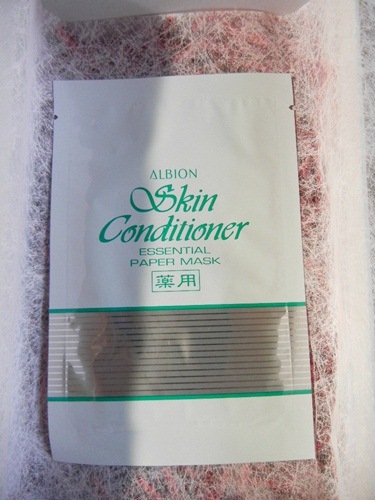 ALBION
Skin
Conditioner
ESSENTIAL
PAPER MASK
薬用